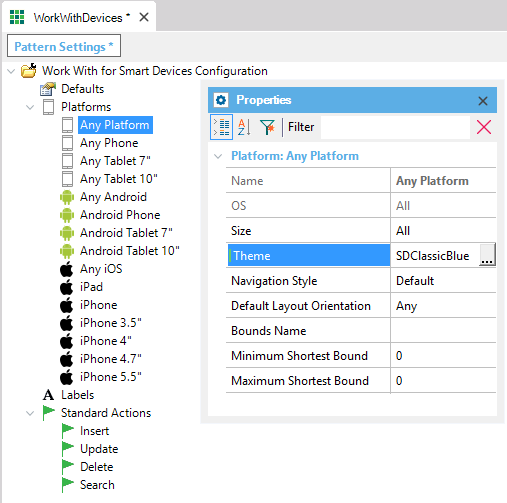 WorkWithDevices *
Pattern Settings *
Work With for Smart Devices Configuration
Defaults
Platforms
Any Platform
Any Phone
Any Tablet 7"
Any Tablet 10"
Any Android
Android Phone
Android Tablet 7"
Android Tablet 10"
Any iOS
iPad
iPhone
iPhone 3.5"
iPhone 4"
iPhone 4.7"
iPhone 5.5"
A Labels
Standard Actions
Insert
Update
Delete
Search
Properties
A Z Filter
Platform: Any Platform
Name Any Platform
OS All
Size All
Theme SDClassicBlue ...
Navigation Style Default
Default Layout Orientation Any
Bounds Name
Minimum Shortest Bound 0
Maximum Shortest Bound 0